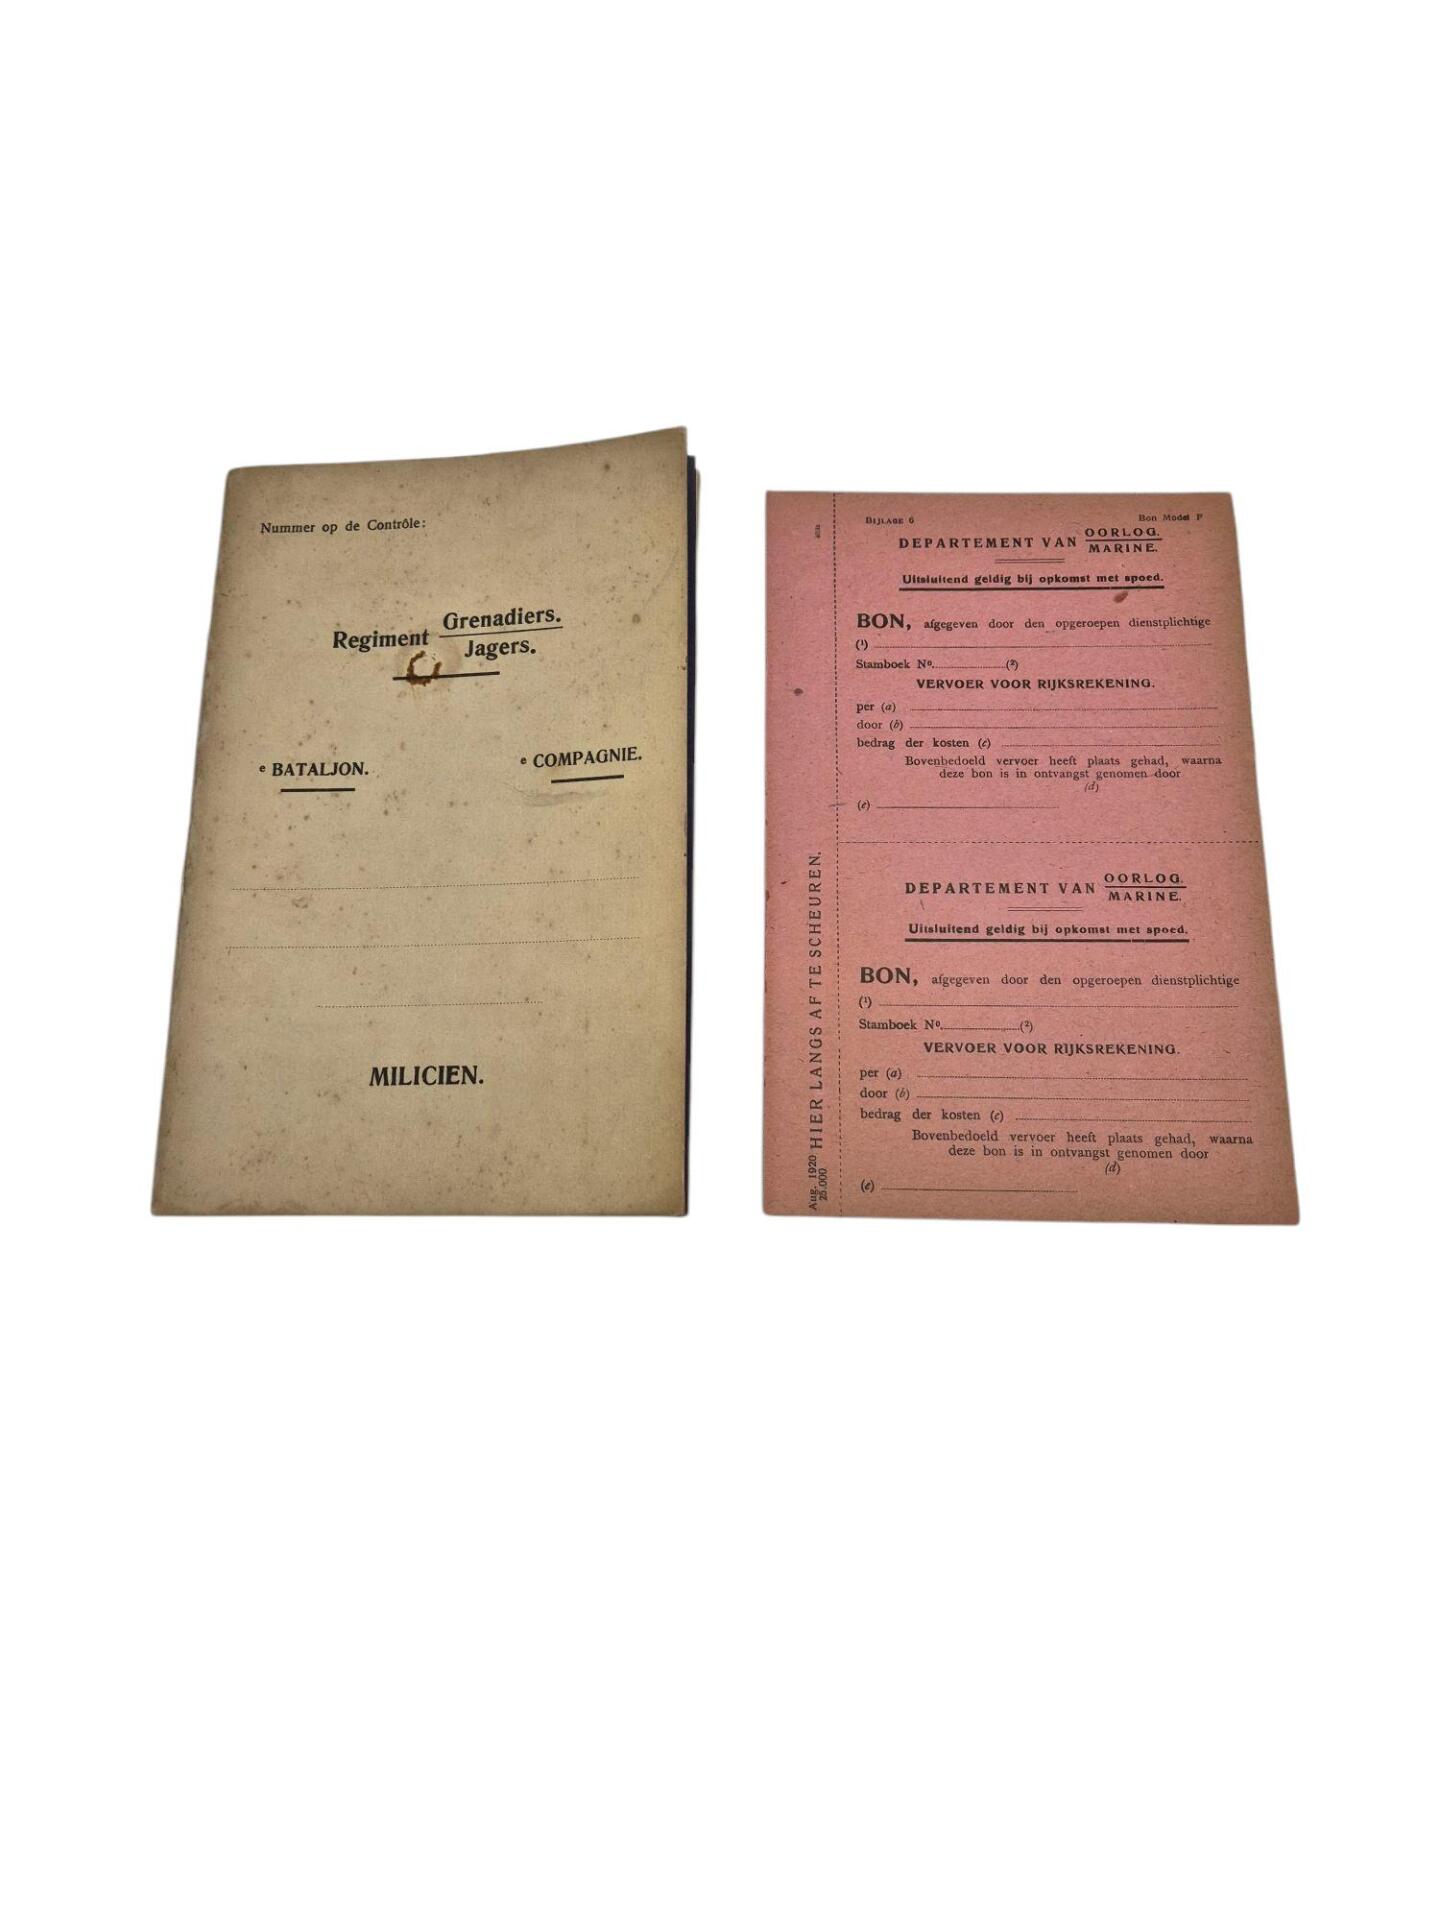 Nummer op de Contrôle:
Regiment Grenadiers.
Jagers.
e BATALJON.
e COMPAGNIE.
MILICIEN.
BIJLAGE 6
Bon Model F
DEPARTEMENT VAN OORLOG.
MARINE.
Uitsluitend geldig bij opkomst met spoed.
BON, afgegeven door den opgeroepen dienstplichtige
(1)
Stamboek No. (2)
VERVOER VOOR RIJKSREKENING.
per (a)
door (b)
bedrag der kosten (c)
Bovenbedoeld vervoer heeft plaats gehad, waarna
deze bon is in ontvangst genomen door
(d)
(e)
DEPARTEMENT VAN OORLOG.
MARINE.
Uitsluitend geldig bij opkomst met spoed.
BON, afgegeven door den opgeroepen dienstplichtige
(1)
Stamboek No. (2)
VERVOER VOOR RIJKSREKENING.
per (a)
door (b)
bedrag der kosten (c)
Bovenbedoeld vervoer heeft plaats gehad, waarna
deze bon is in ontvangst genomen door
(d)
(e)
HIER LANGS AF TE SCHEUREN.
Aug. 1920
25.000